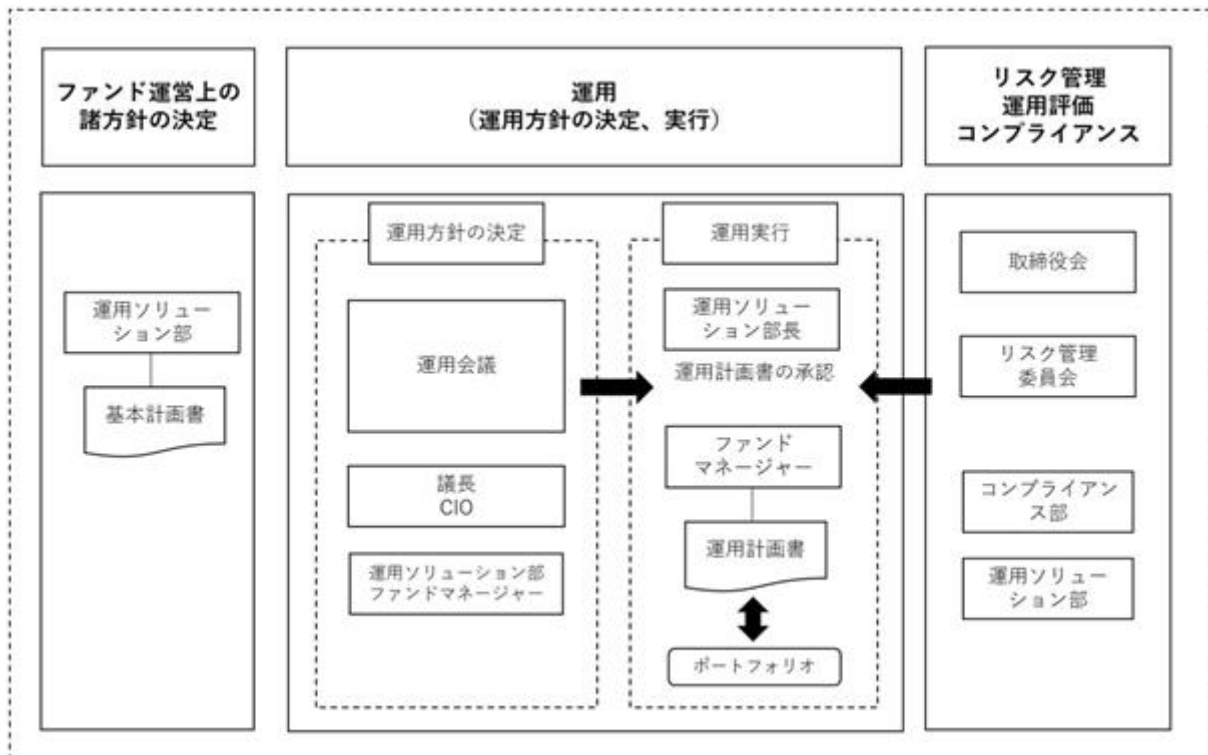 ファンド運営上の
諸方針の決定
運用
（運用方針の決定、実行）
リスク管理
運用評価
コンプライアンス
運用ソリュー
ション部
基本計画書
運用方針の決定
運用会議
議長
CIO
運用ソリューション部
ファンドマネージャー
運用実行
運用ソリュー
ション部長
運用計画書の承認
ファンド
マネージャー
運用計画書
ポートフォリオ
取締役会
リスク管理
委員会
コンプライアン
ス部
運用ソリュー
ション部